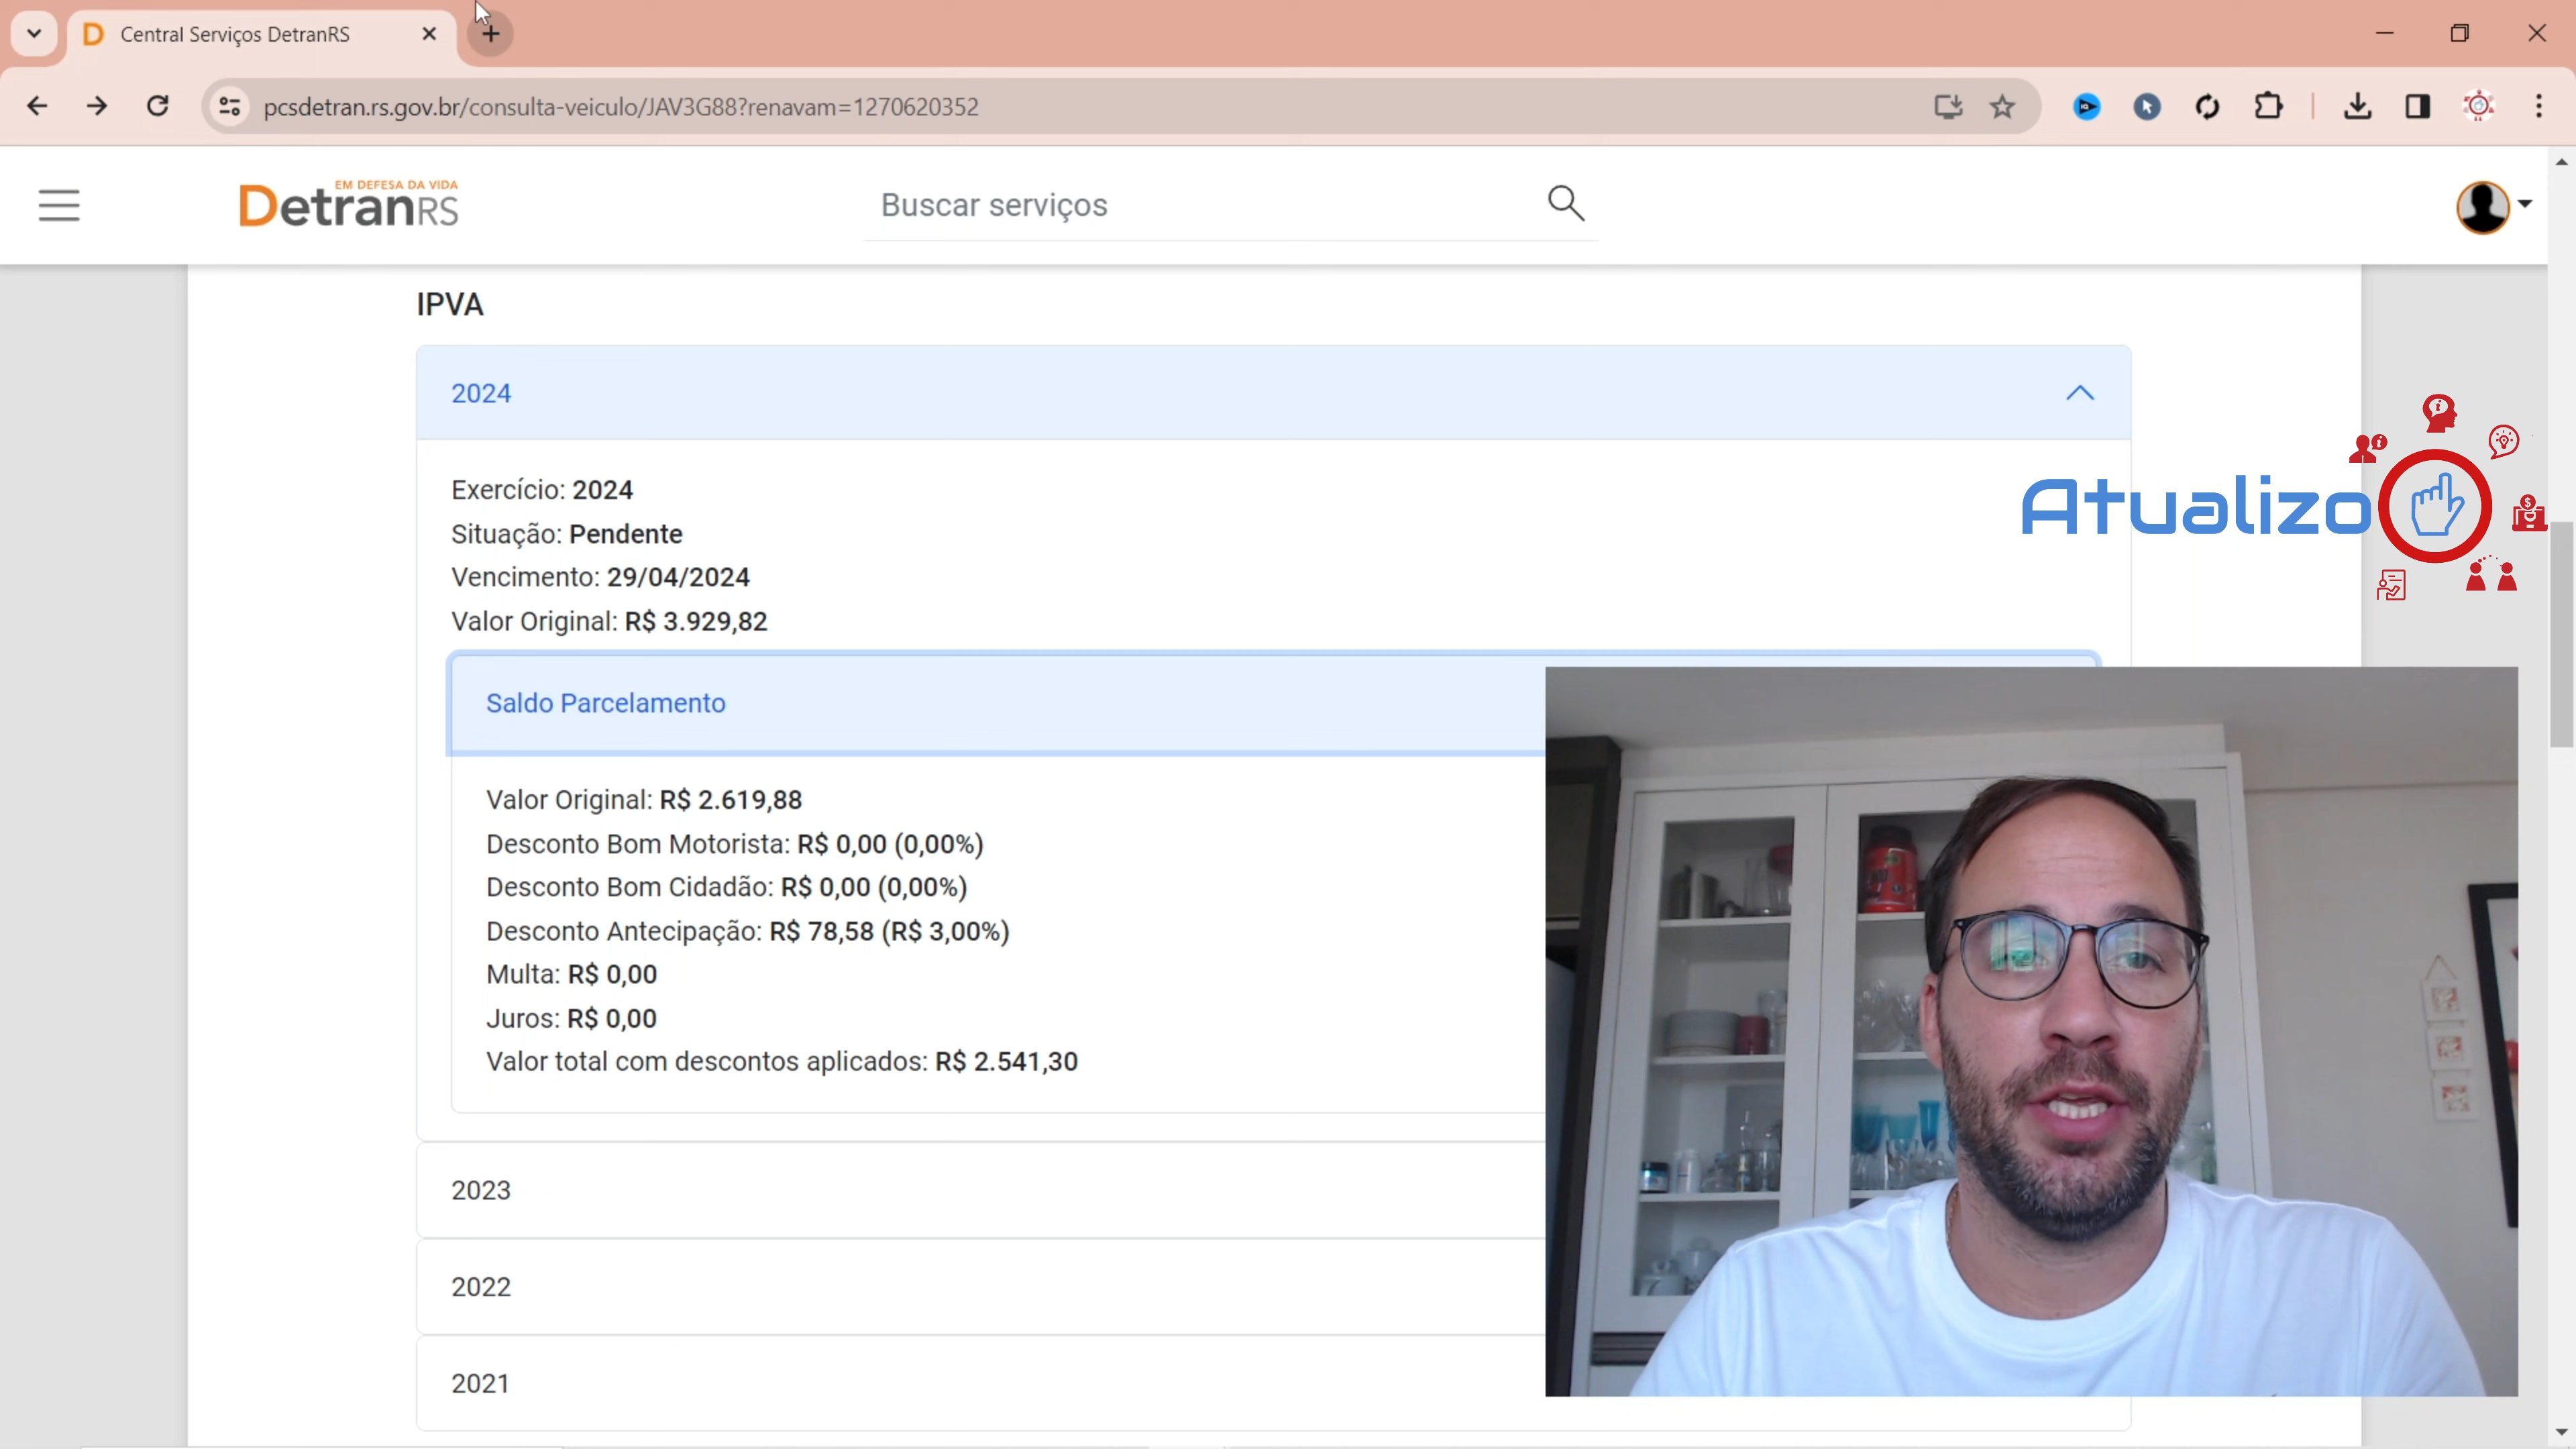 Central Serviços DetranRS
pcsdetran.rs.gov.br/consulta-veiculo/JAV3G88?renavam=1270620352
EM DEFESA DA VIDA
DetranRS
Buscar serviços
IPVA
2024
Exercício: 2024
Situação: Pendente
Vencimento: 29/04/2024
Valor Original: R$ 3.929,82
Atualizo
Saldo Parcelamento
Valor Original: R$ 2.619,88
Desconto Bom Motorista: R$ 0,00 (0,00%)
Desconto Bom Cidadão: R$ 0,00 (0,00%)
Desconto Antecipação: R$ 78,58 (R$ 3,00%)
Multa: R$ 0,00
Juros: R$ 0,00
Valor total com descontos aplicados: R$ 2.541,30
2023
2022
2021